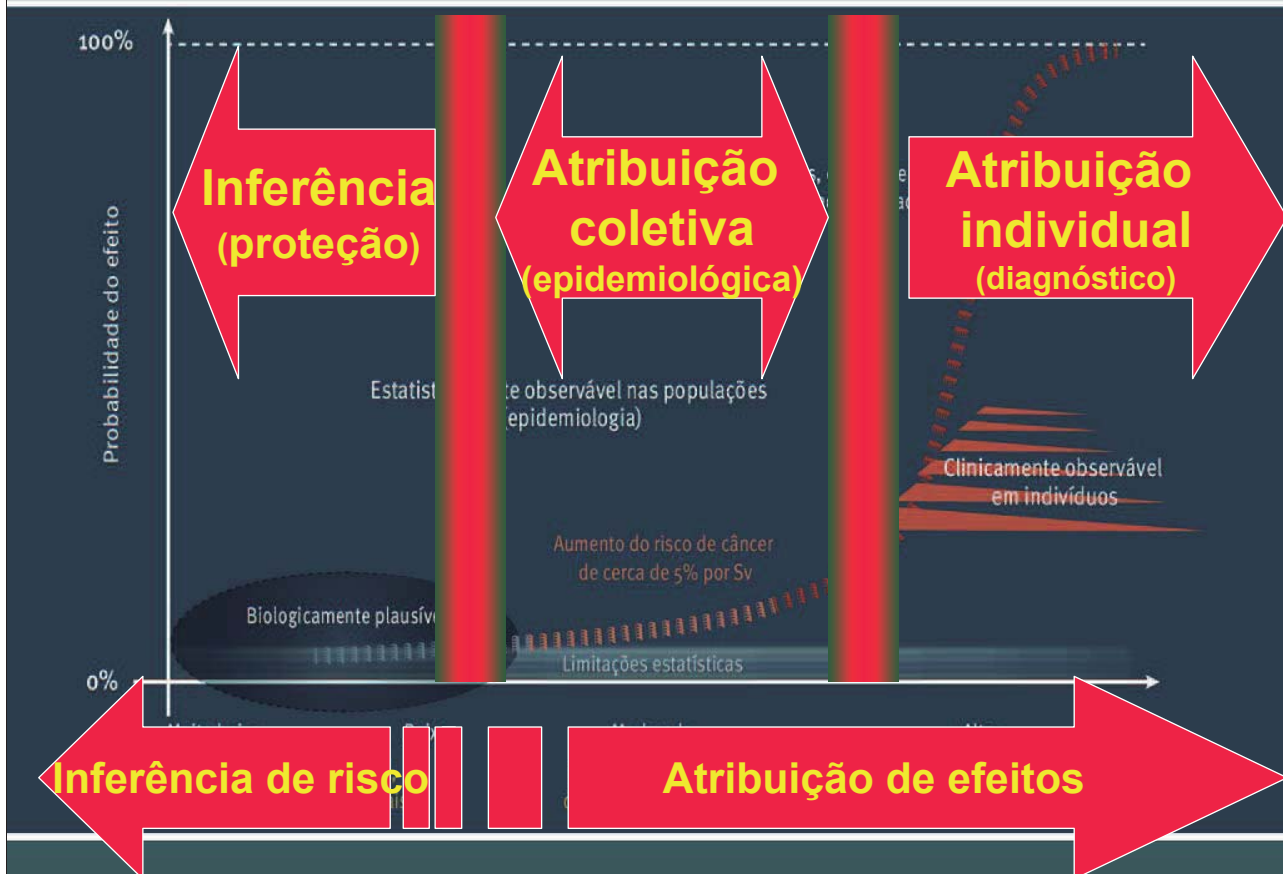 100%
Inferência
(proteção)
Atribuição
coletiva
(epidemiológica)
Atribuição
individual
(diagnóstico)
Probabilidade do efeito
observável nas populações
epidemiologia)
Clinicamente observável
em indivíduos
Aumento do risco de câncer
de cerca de 5% por Sv
Biologicamente
Limitações estatísticas
0%
Inferência de risco
Atribuição de efeitos